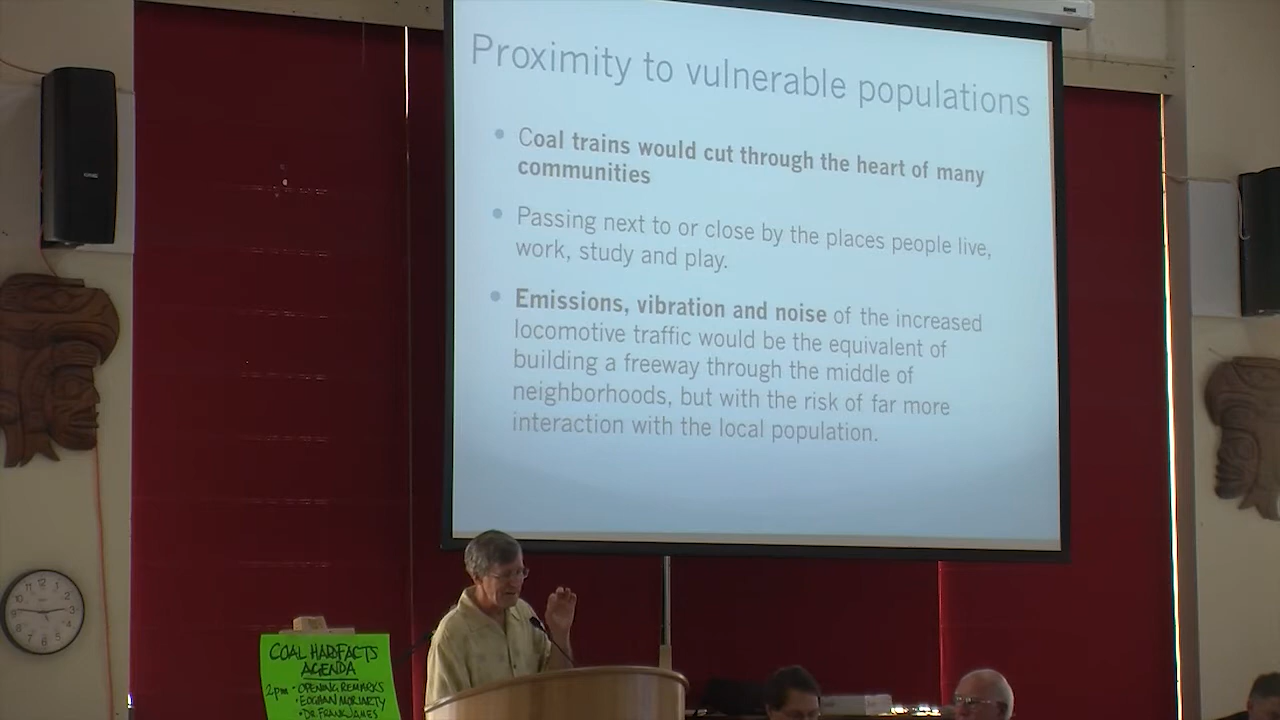 Proximity to vulnerable populations
• Coal trains would cut through the heart of many
communities
• Passing next to or close by the places people live,
work, study and play.
• Emissions, vibration and noise of the increased
locomotive traffic would be the equivalent of
building a freeway through the middle of
neighborhoods, but with the risk of far more
interaction with the local population.
COAL HARDFACTS
AGENDA
2pm • OPENING REMARKS
• EOGHAN MORIARTY
• DR. FRANK JAMES